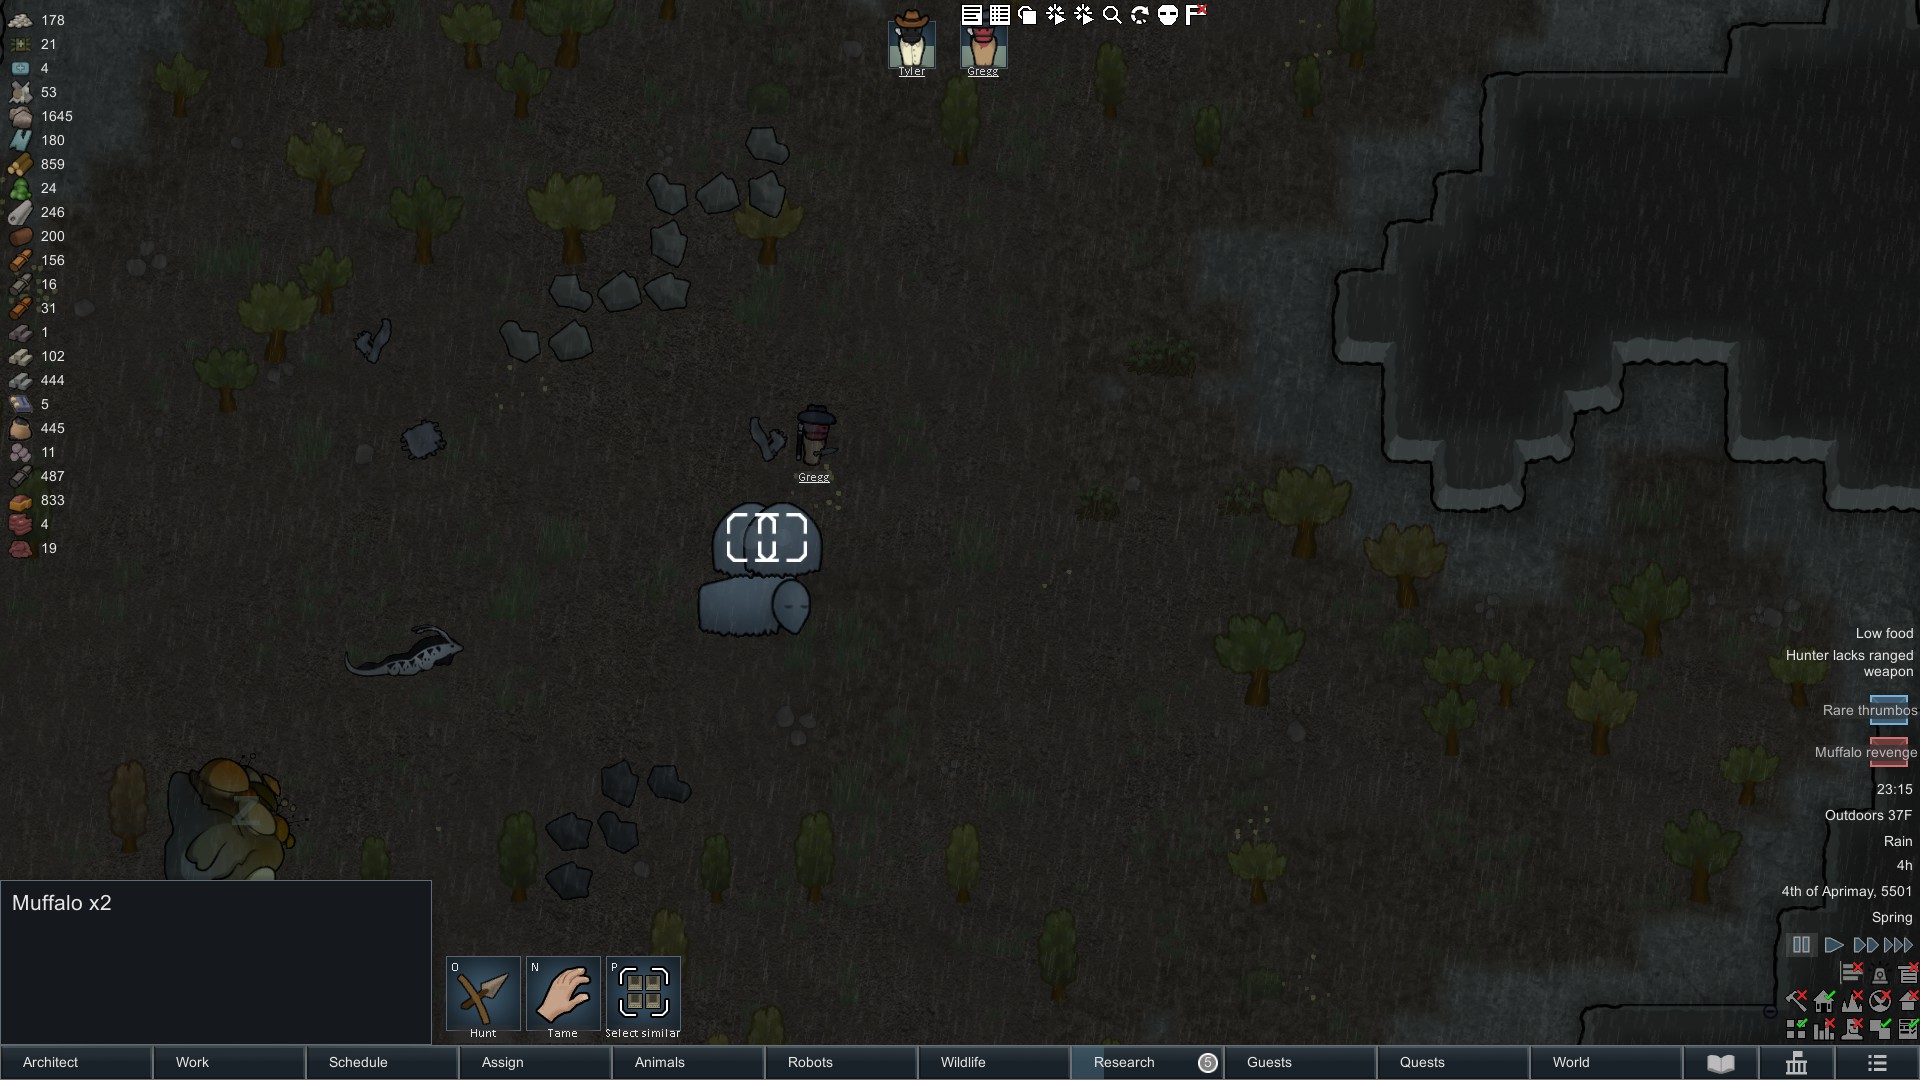 178
21
4
53
1645
180
859
24
246
200
156
16
31
1
102
444
5
445
11
487
833
4
19
Tyler
Gregg
Gregg
Low food
Hunter lacks ranged
weapon
Rare thrumbos
Muffalo revenge
23:15
Outdoors 37F
Rain
4h
4th of Aprimay, 5501
Spring
Muffalo x2
O
Hunt
N
Tame
P
Select similar
Architect
Work
Schedule
Assign
Animals
Robots
Wildlife
Research
5
Guests
Quests
World